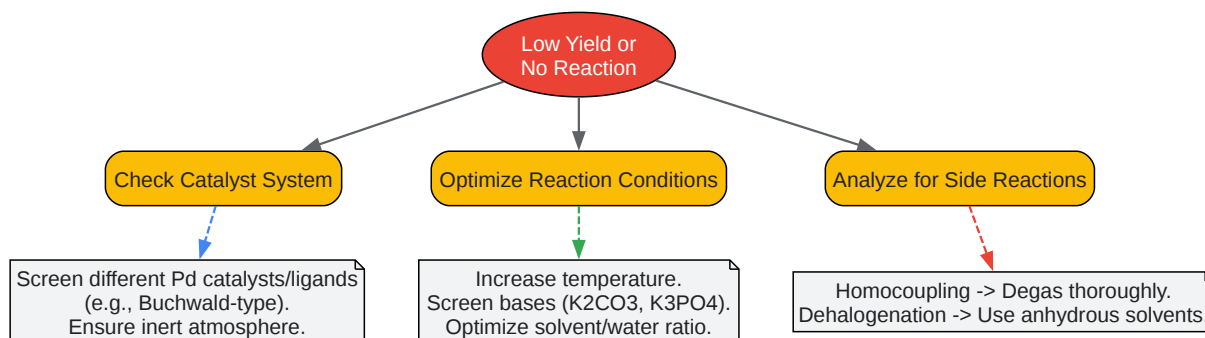 Low Yield or
No Reaction
Check Catalyst System
Optimize Reaction Conditions
Analyze for Side Reactions
Screen different Pd catalysts/ligands
(e.g., Buchwald-type).
Ensure inert atmosphere.
Increase temperature.
Screen bases (K2CO3, K3PO4).
Optimize solvent/water ratio.
Homocoupling -> Degas thoroughly.
Dehalogenation -> Use anhydrous solvents.